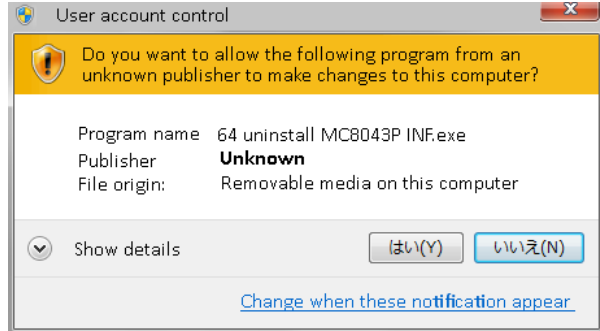 User account control
Do you want to allow the following program from an
unknown publisher to make changes to this computer?
Program name 64 uninstall MC8043P INF.exe
Publisher Unknown
File origin: Removable media on this computer
Show details はい(Y) いいえ(N)
Change when these notification appear